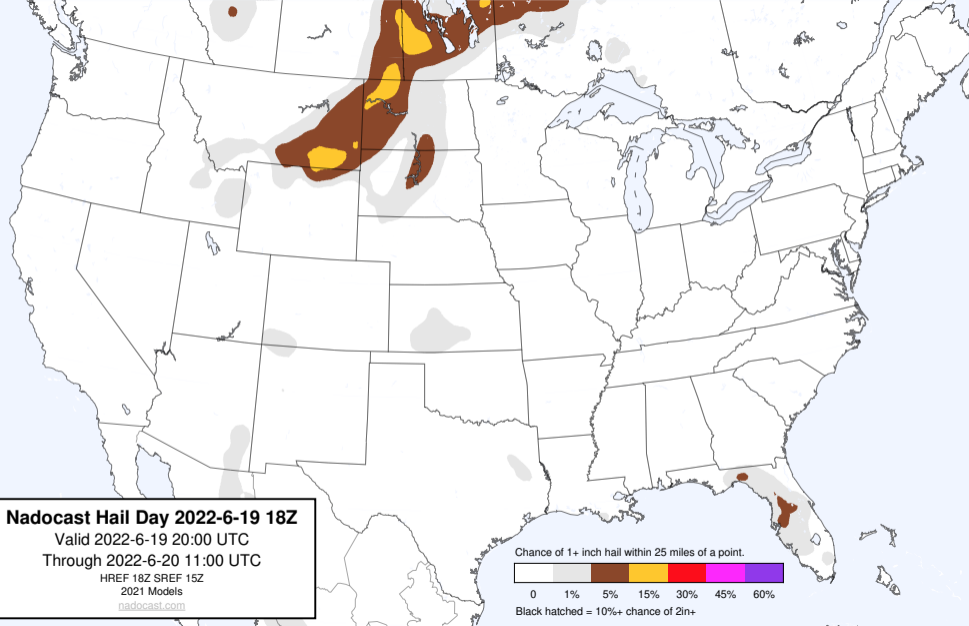 Nadocast Hail Day 2022-6-19 18Z
Valid 2022-6-19 20:00 UTC
Through 2022-6-20 11:00 UTC
HREF 18Z SREF 15Z
2021 Models
nadocast.com
Chance of 1+ inch hail within 25 miles of a point.
0 1% 5% 15% 30% 45% 60%
Black hatched = 10%+ chance of 2in+